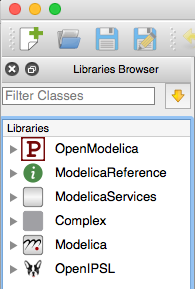 Libraries Browser
Filter Classes
Libraries
P OpenModelica
i ModelicaReference
ModelicaServices
Complex
m Modelica
OpenIPSL